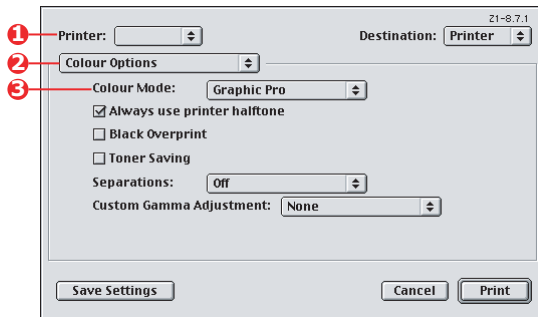 Z1-8.7.1
1 Printer: Destination: Printer
2 Colour Options
3 Colour Mode: Graphic Pro
Always use printer halftone
Black Overprint
Toner Saving
Separations: Off
Custom Gamma Adjustment: None
Save Settings Cancel Print